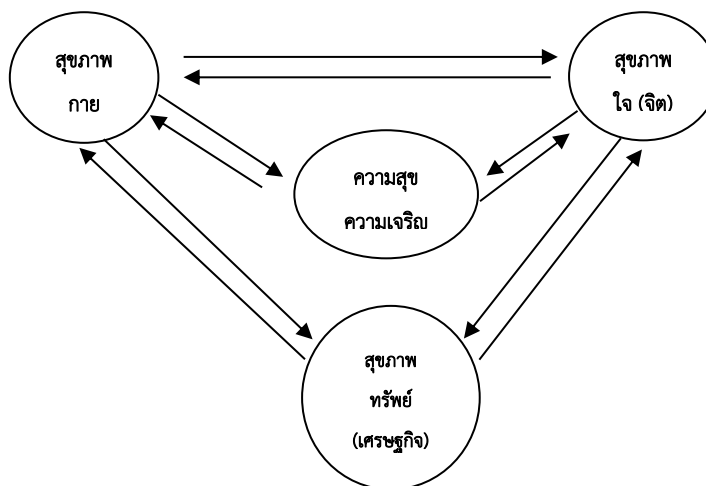 สุขภาพ
กาย
สุขภาพ
ใจ (จิต)
ความสุข
ความเจริญ
สุขภาพ
ทรัพย์
(เศรษฐกิจ)